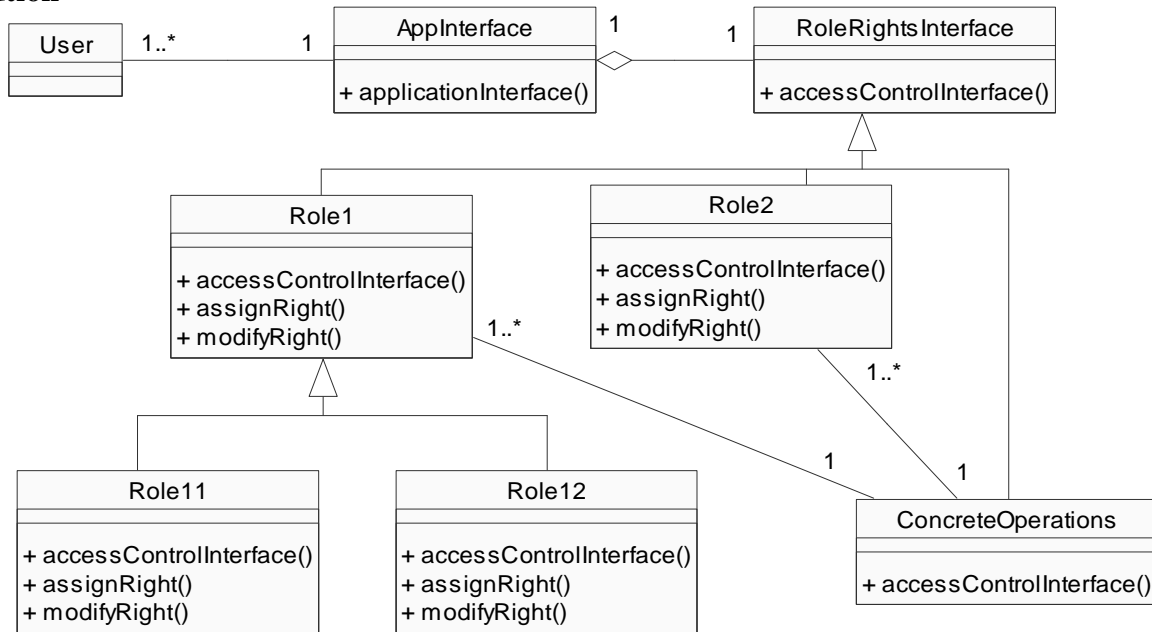 User
1..*
1
AppInterface
+ applicationInterface()
1
1
RoleRightsInterface
+ accessControlInterface()
Role1
+ accessControlInterface()
+ assignRight()
+ modifyRight()
Role2
+ accessControlInterface()
+ assignRight()
+ modifyRight()
1..*
1..*
1
1
Role11
+ accessControlInterface()
+ assignRight()
+ modifyRight()
Role12
+ accessControlInterface()
+ assignRight()
+ modifyRight()
ConcreteOperations
+ accessControlInterface()